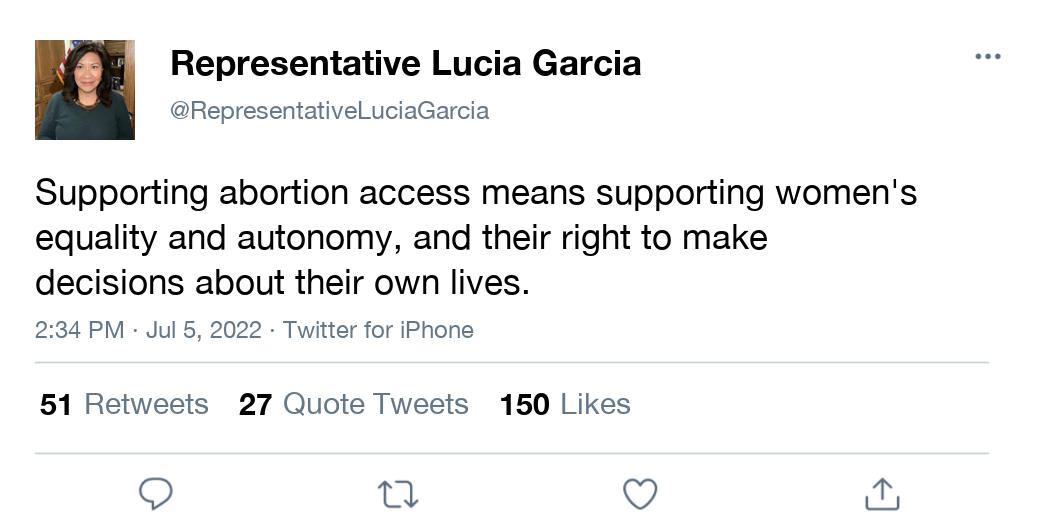 Representative Lucia Garcia
@RepresentativeLuciaGarcia
Supporting abortion access means supporting women's
equality and autonomy, and their right to make
decisions about their own lives.
2:34 PM · Jul 5, 2022 · Twitter for iPhone
51 Retweets 27 Quote Tweets 150 Likes